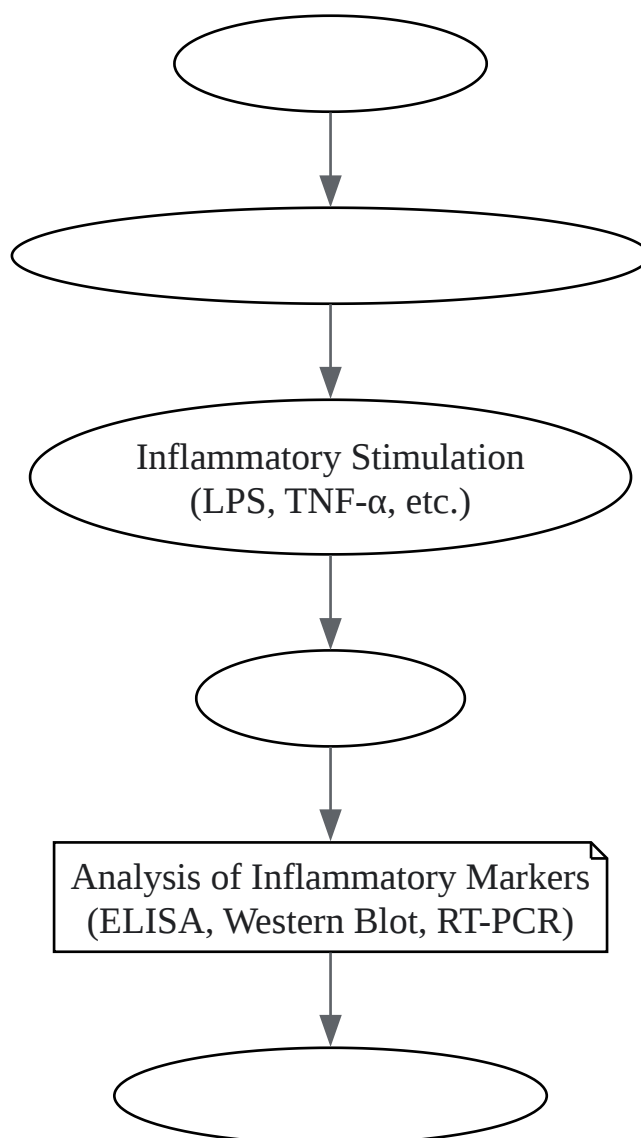 Inflammatory Stimulation
(LPS, TNF-α, etc.)
Analysis of Inflammatory Markers
(ELISA, Western Blot, RT-PCR)